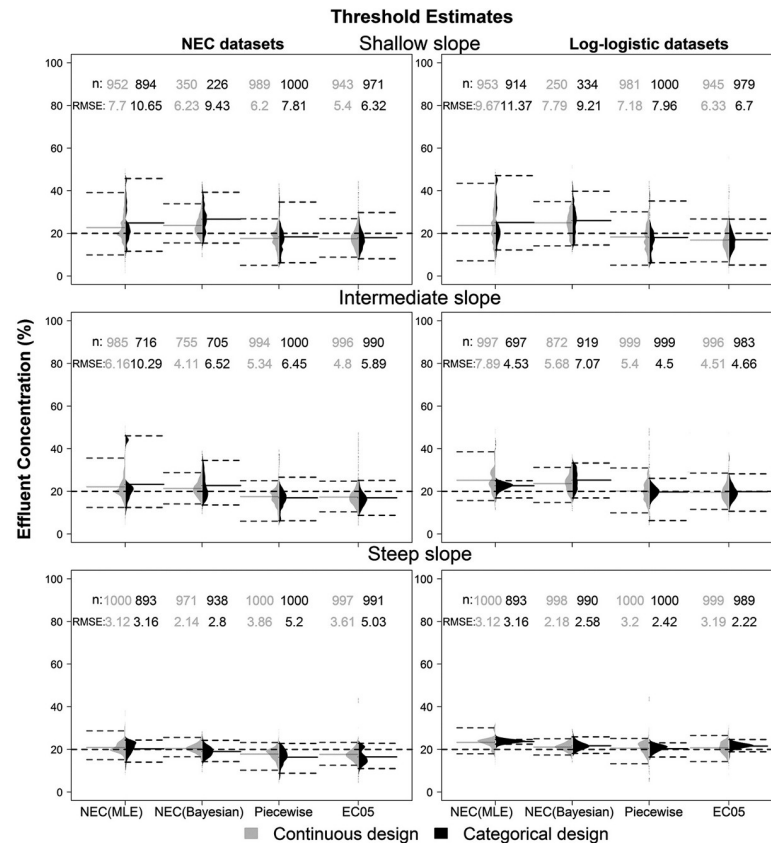 Threshold Estimates
NEC datasets
Shallow slope
Log-logistic datasets
n: 952 894 350 226 989 1000 943 971
RMSE: 7.7 10.65 6.23 9.43 6.2 7.81 5.4 6.32
n: 953 914 250 334 981 1000 945 979
RMSE: 9.67 11.37 7.79 9.21 7.18 7.96 6.33 6.7
100
80
60
40
20
0
100
80
60
40
20
0
Intermediate slope
n: 985 716 755 705 994 1000 996 990
RMSE: 6.16 10.29 4.11 6.52 5.34 6.45 4.8 5.89
n: 997 697 872 919 999 999 996 983
RMSE: 7.89 4.53 5.68 7.07 5.4 4.5 4.51 4.66
100
80
60
40
20
0
100
80
60
40
20
0
Effluent Concentration (%)
Steep slope
n: 1000 893 971 938 1000 1000 997 991
RMSE: 3.12 3.16 2.14 2.8 3.86 5.2 3.61 5.03
n: 1000 893 998 990 1000 1000 999 989
RMSE: 3.12 3.16 2.18 2.58 3.2 2.42 3.19 2.22
100
80
60
40
20
0
100
80
60
40
20
0
NEC(MLE) NEC(Bayesian) Piecewise EC05
NEC(MLE) NEC(Bayesian) Piecewise EC05
Continuous design Categorical design